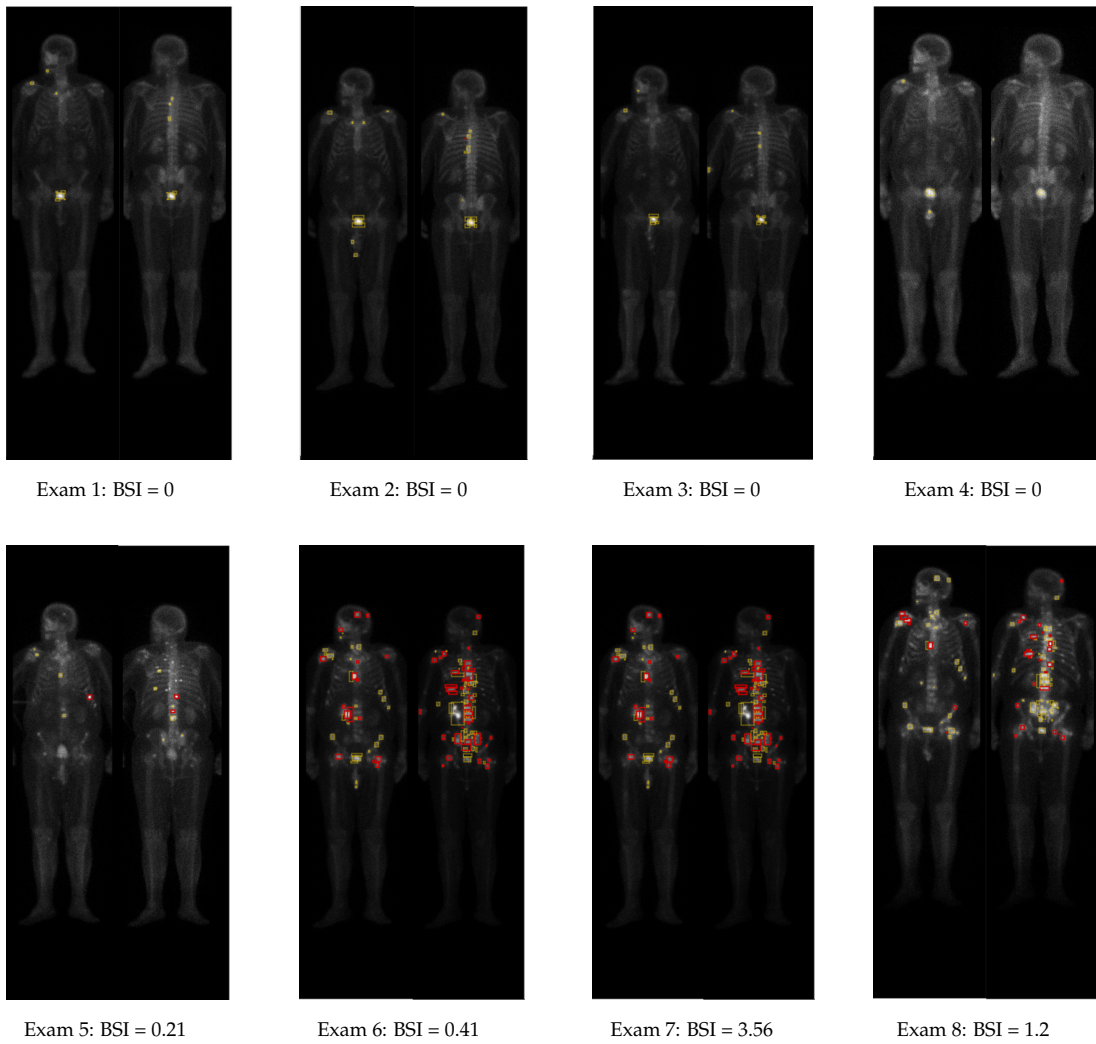 Exam 1: BSI = 0
Exam 2: BSI = 0
Exam 3: BSI = 0
Exam 4: BSI = 0
Exam 5: BSI = 0.21
Exam 6: BSI = 0.41
Exam 7: BSI = 3.56
Exam 8: BSI = 1.2